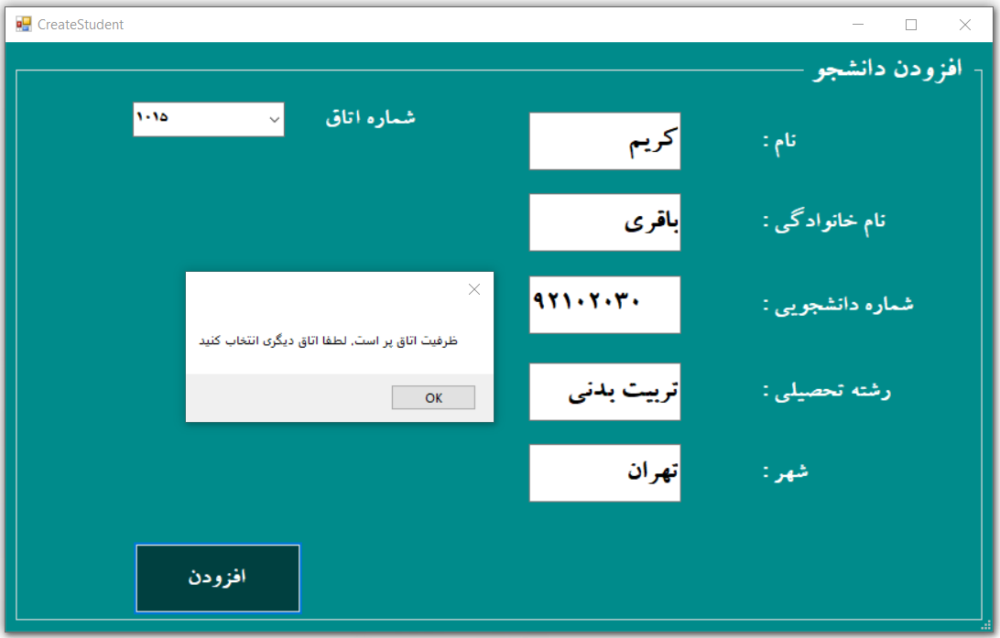 CreateStudent
افزودن دانشجو
نام :
کریم
شماره اتاق
۱۰۱۵
نام خانوادگی :
باقری
شماره دانشجویی :
۹۲۱۰۲۰۳۰
ظرفیت اتاق پر است, لطفا اتاق دیگری انتخاب کنید
OK
رشته تحصیلی :
تربیت بدنی
شهر :
تهران
افزودن